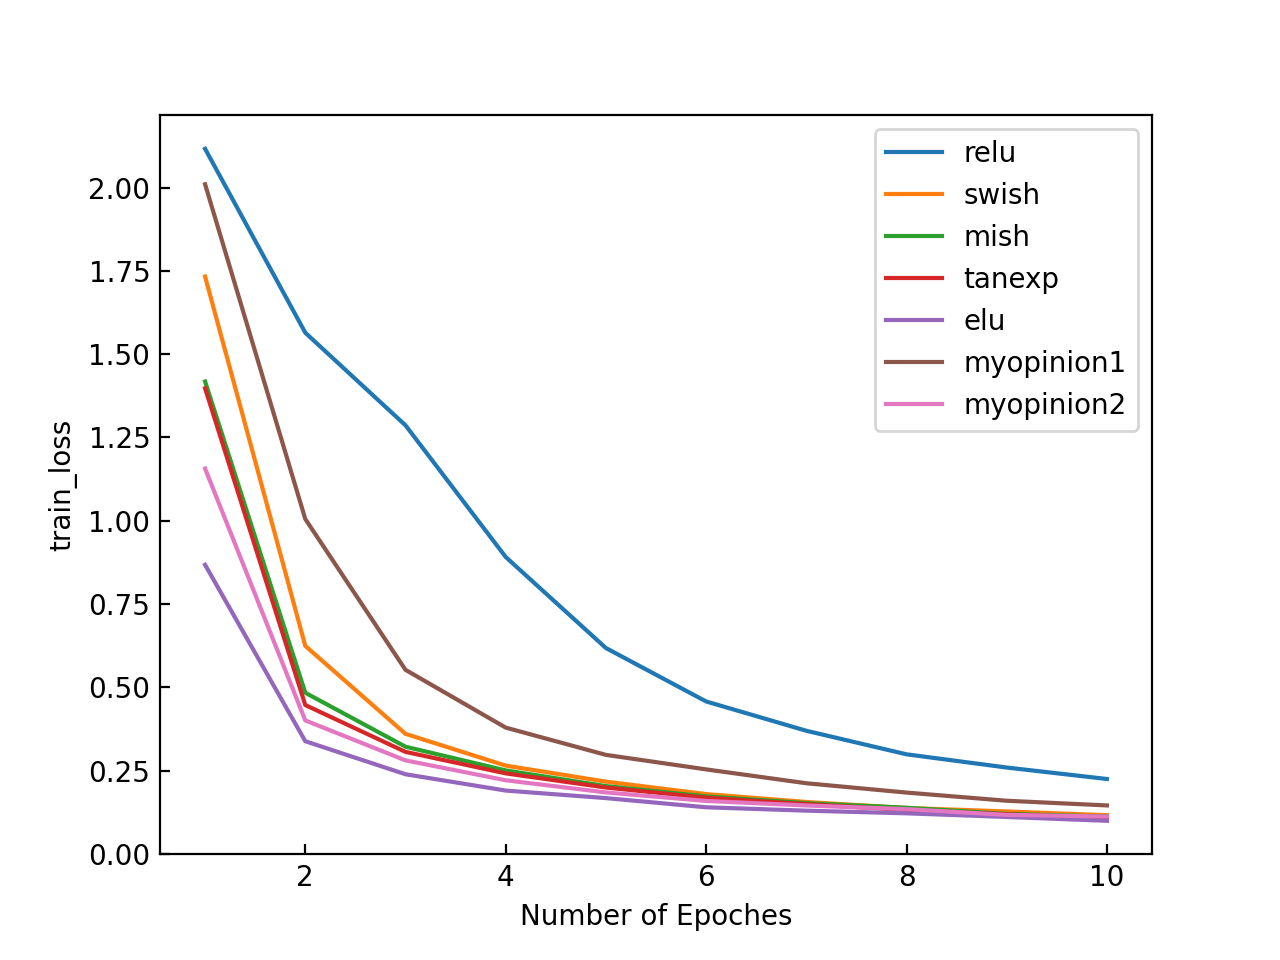 relu
swish
mish
tanexp
elu
myopinion1
myopinion2
2.00
1.75
1.50
1.25
1.00
0.75
0.50
0.25
0.00
train_loss
2 4 6 8 10
Number of Epoches